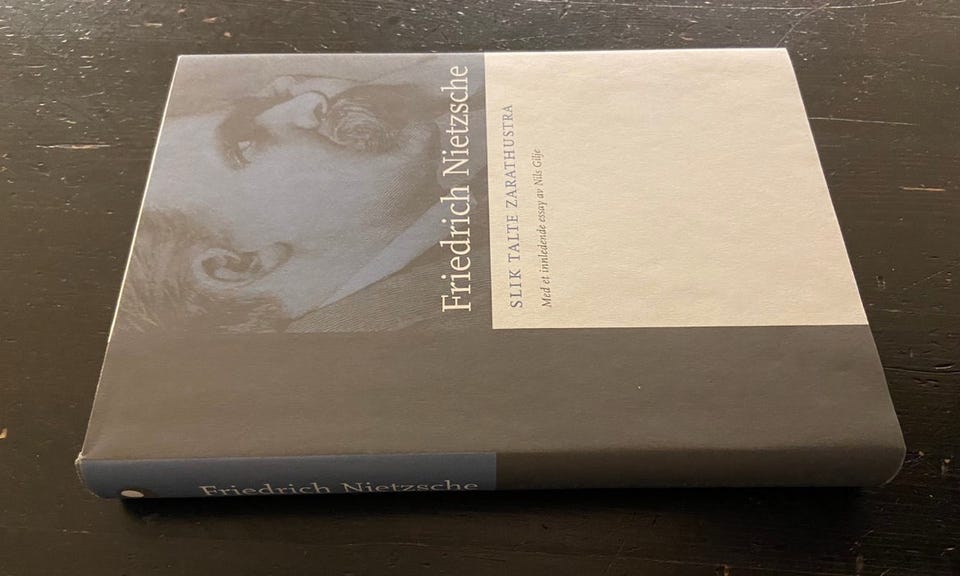 Friedrich Nietzsche
SLIK TALTE ZARATHUSTRA
Med et innledende essay av Nils Gilje
Friedrich Nietzsche